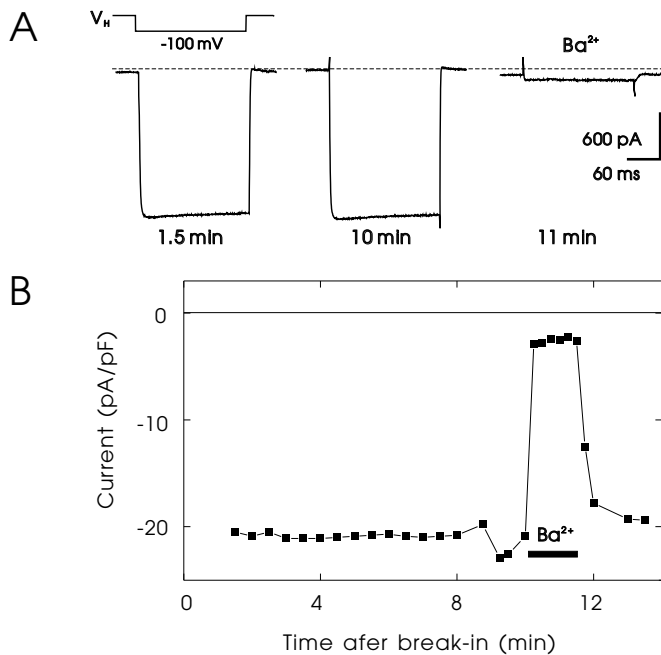 A
V_H
-100 mV
Ba²⁺
600 pA
60 ms
1.5 min
10 min
11 min
B
0
-10
-20
Current (pA/pF)
Ba²⁺
0
4
8
12
Time afer break-in (min)